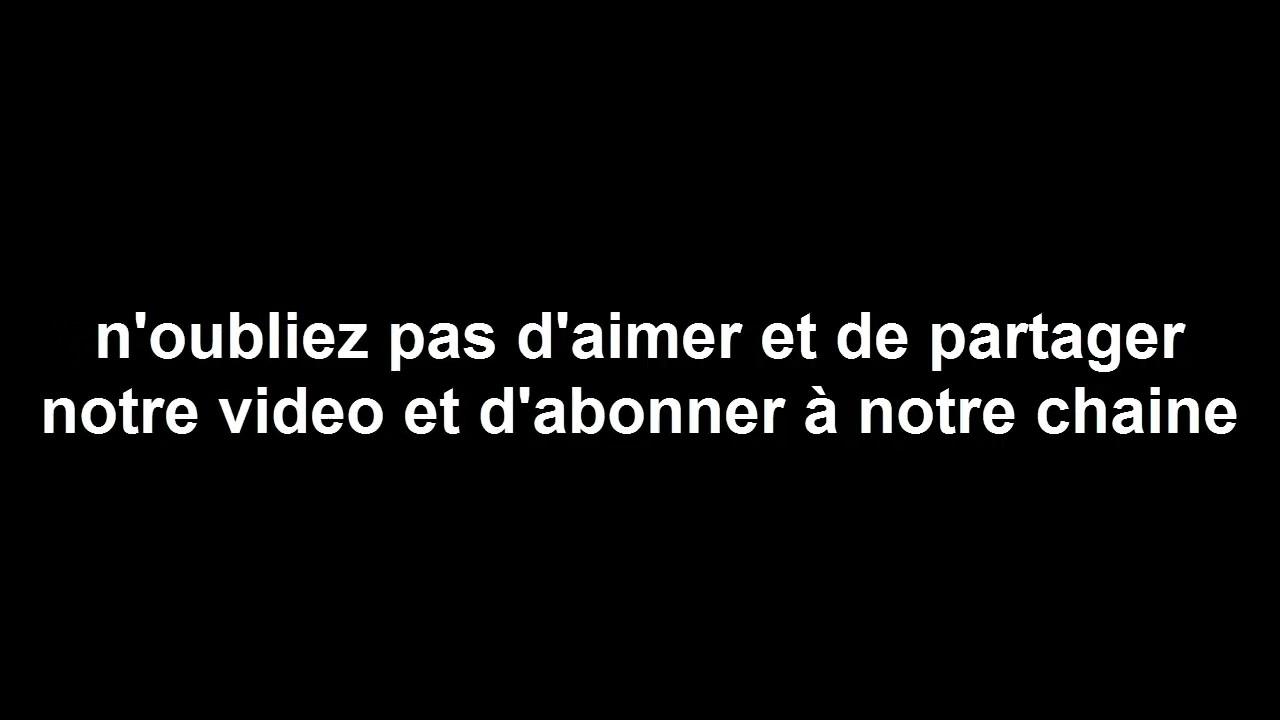 n'oubliez pas d'aimer et de partager
notre video et d'abonner à notre chaine